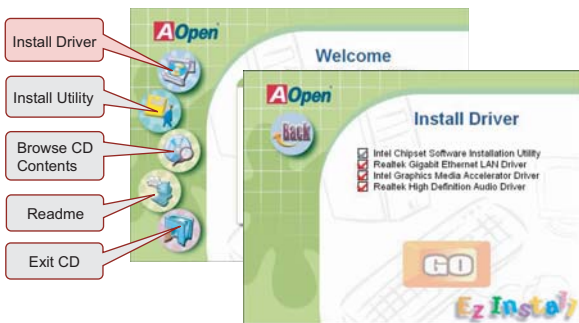 Install Driver
Install Utility
Browse CD
Contents
Readme
Exit CD
AOpen
Welcome
AOpen
Back
Install Driver
Intel Chipset Software Installation Utility
Realtek Gigabit Ethernet LAN Driver
Intel Graphics Media Accelerator Driver
Realtek High Definition Audio Driver
GO
Ez Install